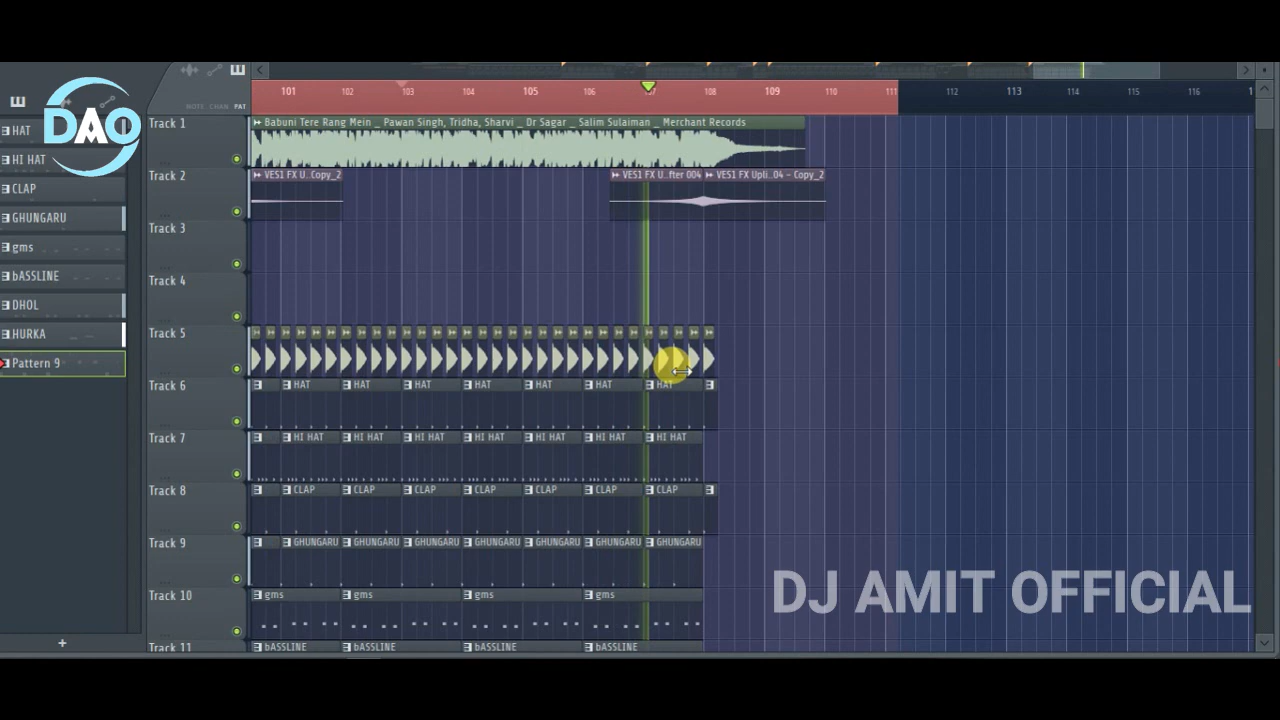 DAO
NOTE CHAN PAT
101 102 103 104 105 106 107 108 109 110 111 112 113 114 115 116
HAT
HI HAT
CLAP
GHUNGARU
gms
bASSLINE
DHOL
HURKA
Pattern 9
+
Track 1
Babuni Tere Rang Mein _ Pawan Singh, Tridha, Sharvi _ Dr Sagar _ Salim Sulaiman _ Merchant Records
Track 2
VES1 FX U..Copy_2 VES1 FX U..fter 004 VES1 FX Upli..04 - Copy_2
Track 3
Track 4
Track 5
Track 6
HAT HAT HAT HAT HAT HAT HAT
Track 7
HI HAT HI HAT HI HAT HI HAT HI HAT HI HAT HI HAT
Track 8
CLAP CLAP CLAP CLAP CLAP CLAP CLAP
Track 9
GHUNGARU GHUNGARU GHUNGARU GHUNGARU GHUNGARU GHUNGARU GHUNGARU
Track 10
gms gms gms gms
Track 11
bASSLINE bASSLINE bASSLINE bASSLINE
DJ AMIT OFFICIAL